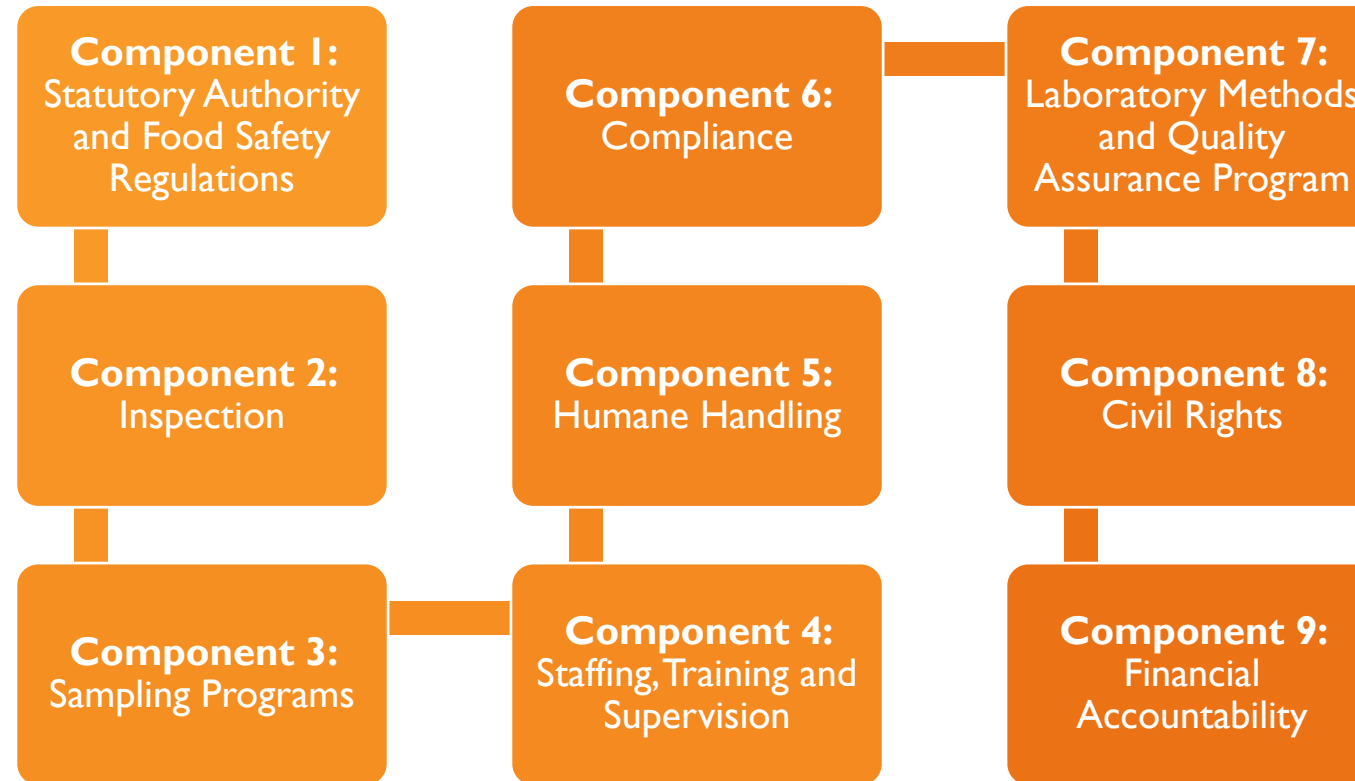 Component 1:
Statutory Authority
and Food Safety
Regulations
Component 2:
Inspection
Component 3:
Sampling Programs
Component 4:
Staffing, Training and
Supervision
Component 5:
Humane Handling
Component 6:
Compliance
Component 7:
Laboratory Methods
and Quality
Assurance Program
Component 8:
Civil Rights
Component 9:
Financial
Accountability